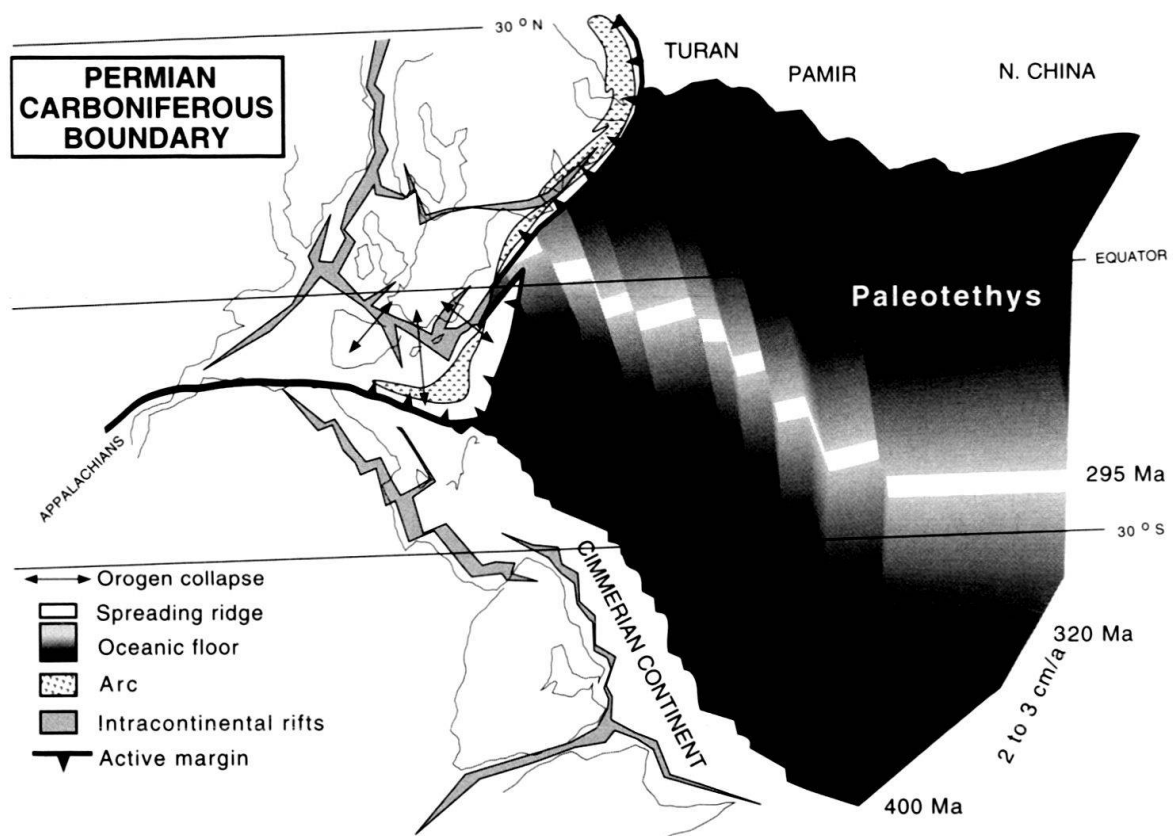 30 ° N
TURAN
PAMIR
N. CHINA
PERMIAN
CARBONIFEROUS
BOUNDARY
EQUATOR
Paleotethys
APPALACHIANS
295 Ma
30 ° S
CIMMERIAN CONTINENT
320 Ma
2 to 3 cm/a
400 Ma
Orogen collapse
Spreading ridge
Oceanic floor
Arc
Intracontinental rifts
Active margin